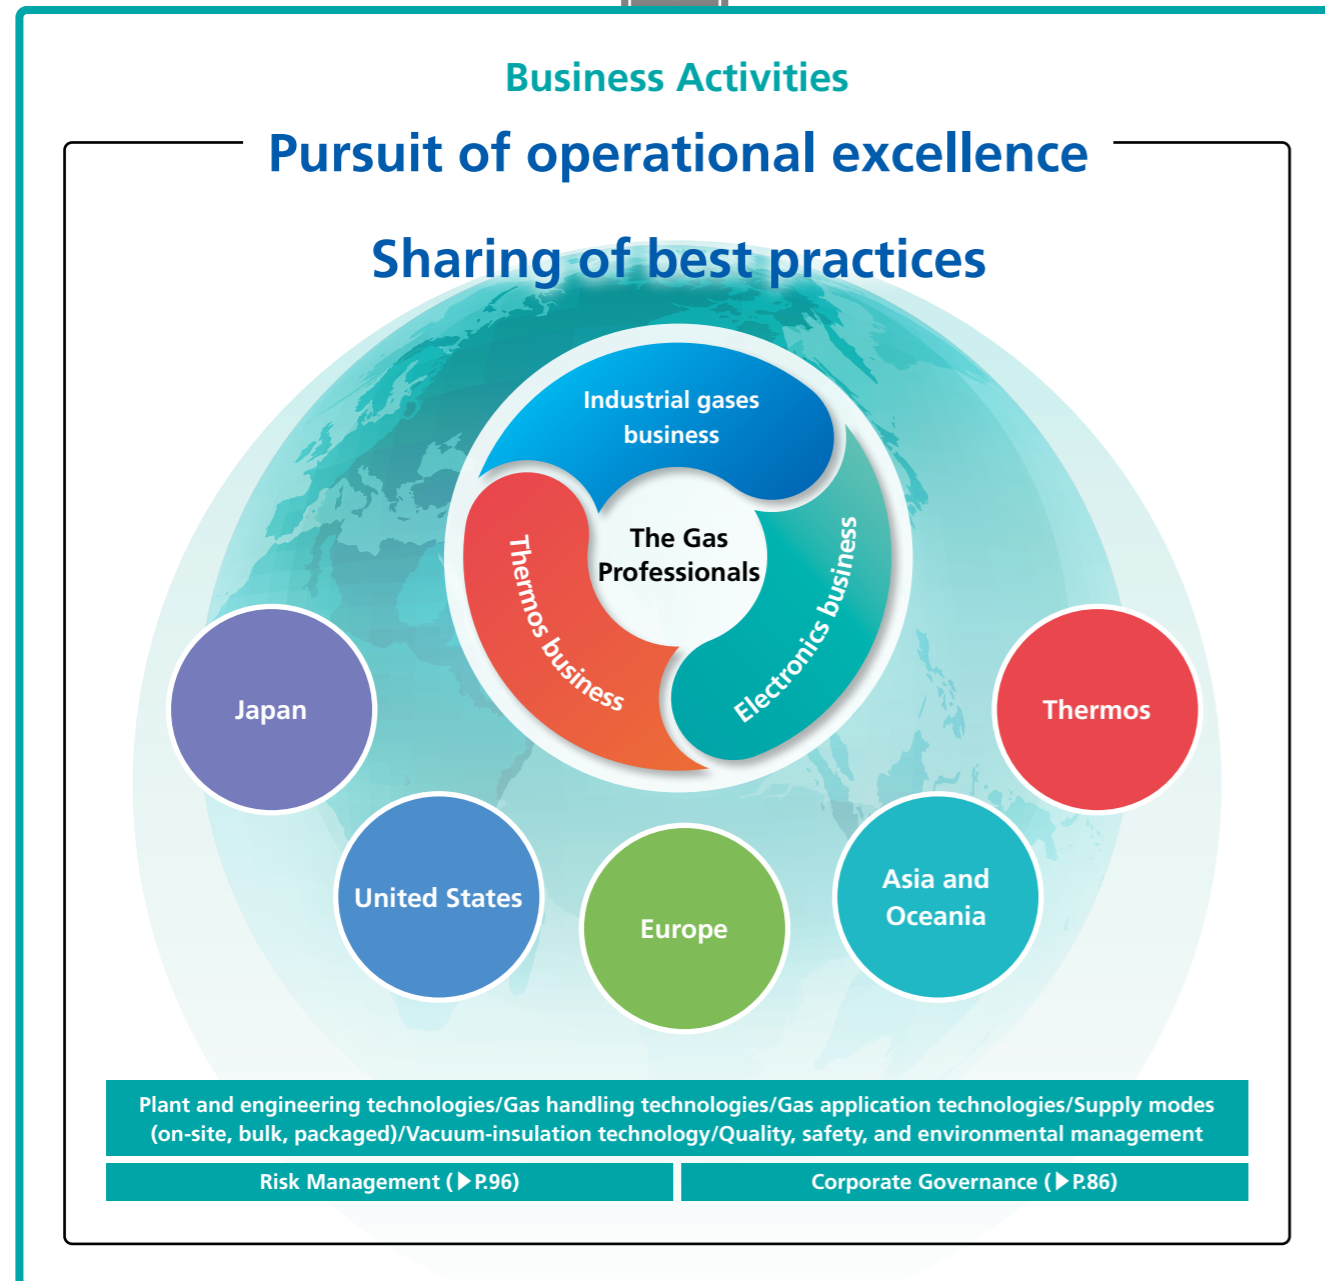 Business Activities
Pursuit of operational excellence
Sharing of best practices
Industrial gases
business
The Gas
Professionals
Thermos business
Electronics business
Japan
Thermos
United States
Europe
Asia and
Oceania
Plant and engineering technologies/Gas handling technologies/Gas application technologies/Supply modes
(on-site, bulk, packaged)/Vacuum-insulation technology/Quality, safety, and environmental management
Risk Management (▶P.96)
Corporate Governance (▶P.86)